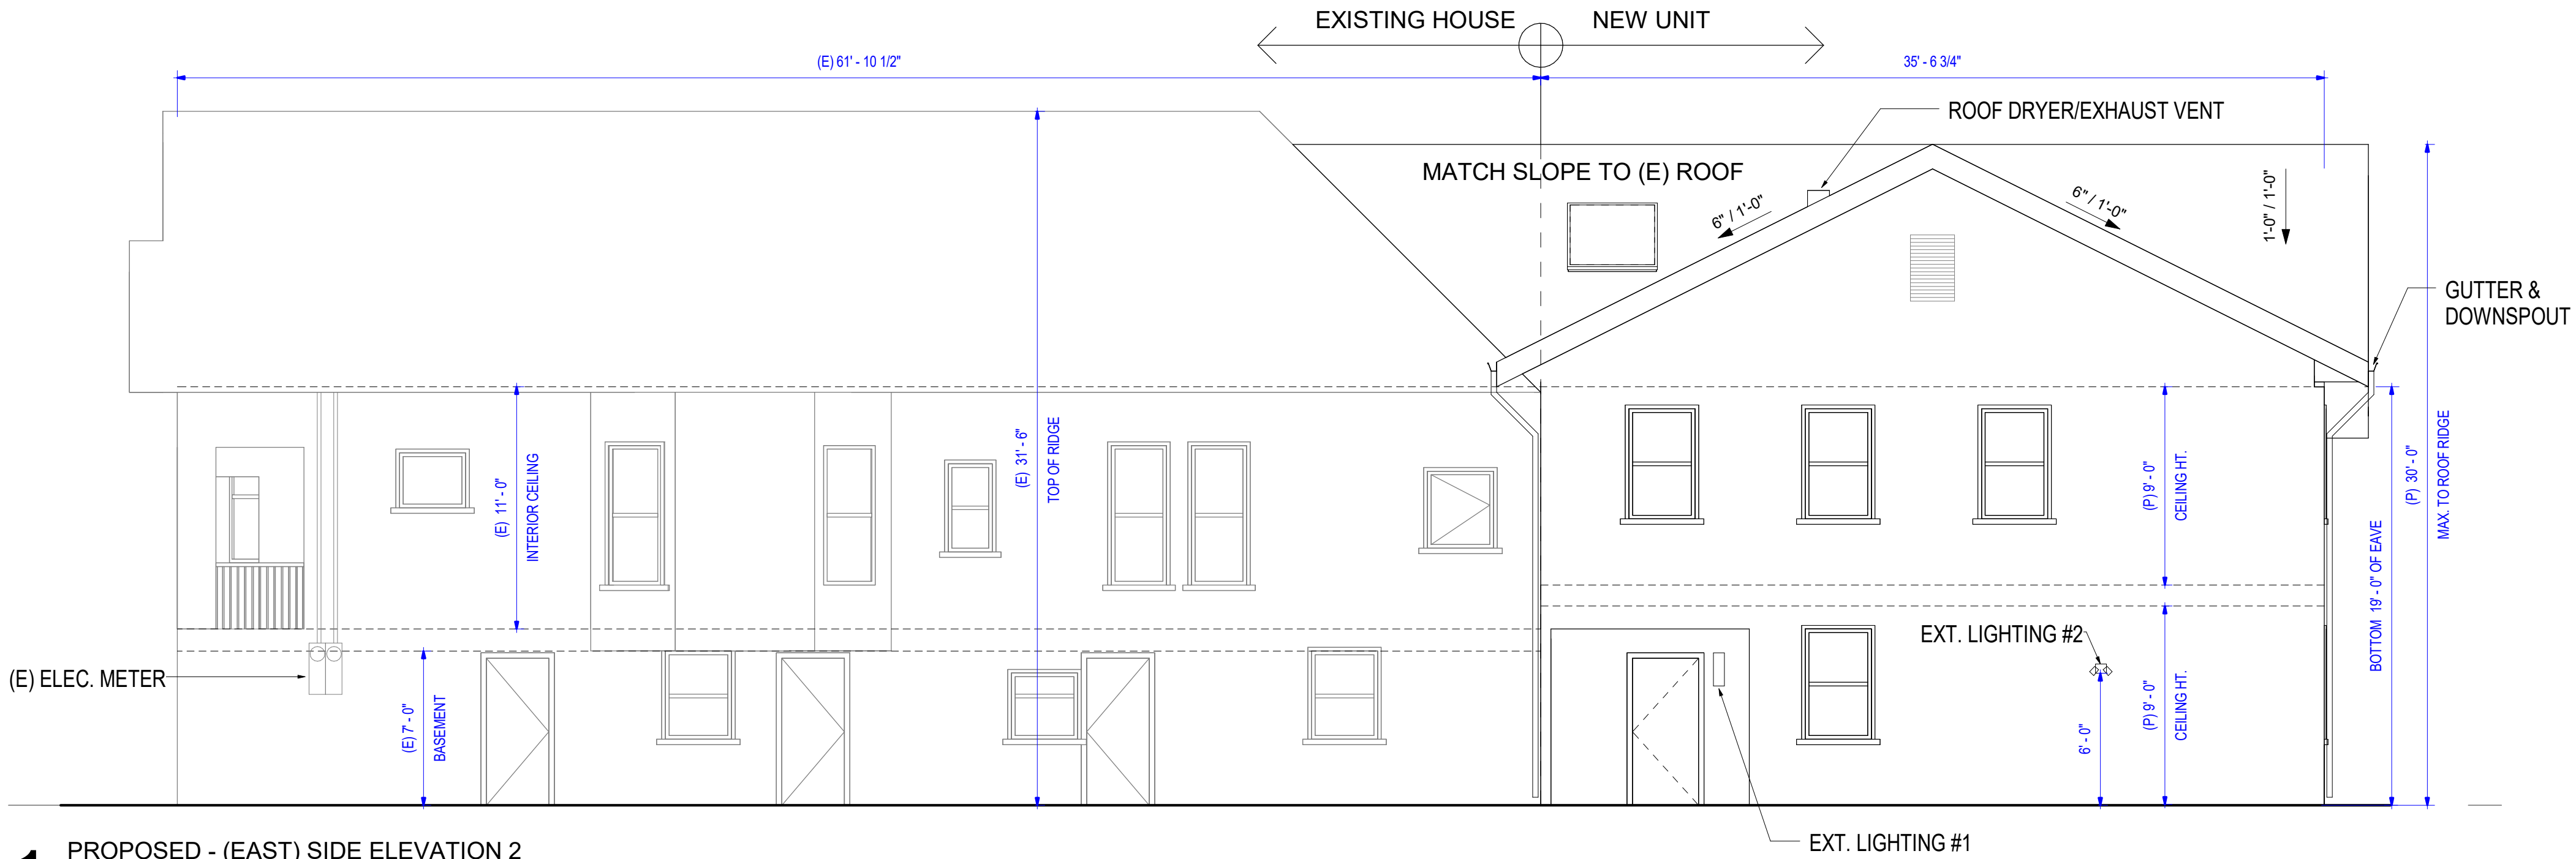 EXISTING HOUSE
NEW UNIT
(E) 61' - 10 1/2"
35' - 6 3/4"
ROOF DRYER/EXHAUST VENT
MATCH SLOPE TO (E) ROOF
6" / 1'-0"
6" / 1'-0"
1'-0" / 1'-0"
GUTTER &
DOWNSPOUT
(E) 31' - 6"
TOP OF RIDGE
(E) 11' - 0"
INTERIOR CEILING
(P) 9' - 0"
CEILING HT.
(P) 30' - 0"
MAX. TO ROOF RIDGE
BOTTOM 19' - 0" OF EAVE
(E) ELEC. METER
(E) 7' - 0"
BASEMENT
EXT. LIGHTING #2
6' - 0"
(P) 9' - 0"
CEILING HT.
EXT. LIGHTING #1
PROPOSED - (EAST) SIDE ELEVATION 2